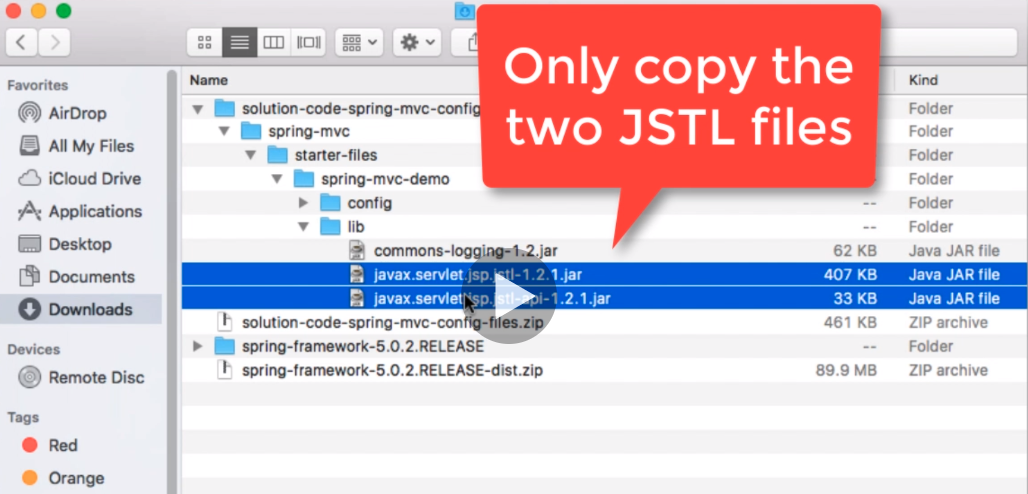 Only copy the
two JSTL files
Name
Kind
Favorites
AirDrop
All My Files
iCloud Drive
Applications
Desktop
Documents
Downloads
Devices
Remote Disc
Tags
Red
Orange
solution-code-spring-mvc-config Folder
spring-mvc Folder
starter-files Folder
spring-mvc-demo -- Folder
config -- Folder
lib -- Folder
commons-logging-1.2.jar 62 KB Java JAR file
javax.servlet.jsp.jstl-1.2.1.jar 407 KB Java JAR file
javax.servlet.jsp.jstl-api-1.2.1.jar 33 KB Java JAR file
solution-code-spring-mvc-config-files.zip 461 KB ZIP archive
spring-framework-5.0.2.RELEASE -- Folder
spring-framework-5.0.2.RELEASE-dist.zip 89.9 MB ZIP archive